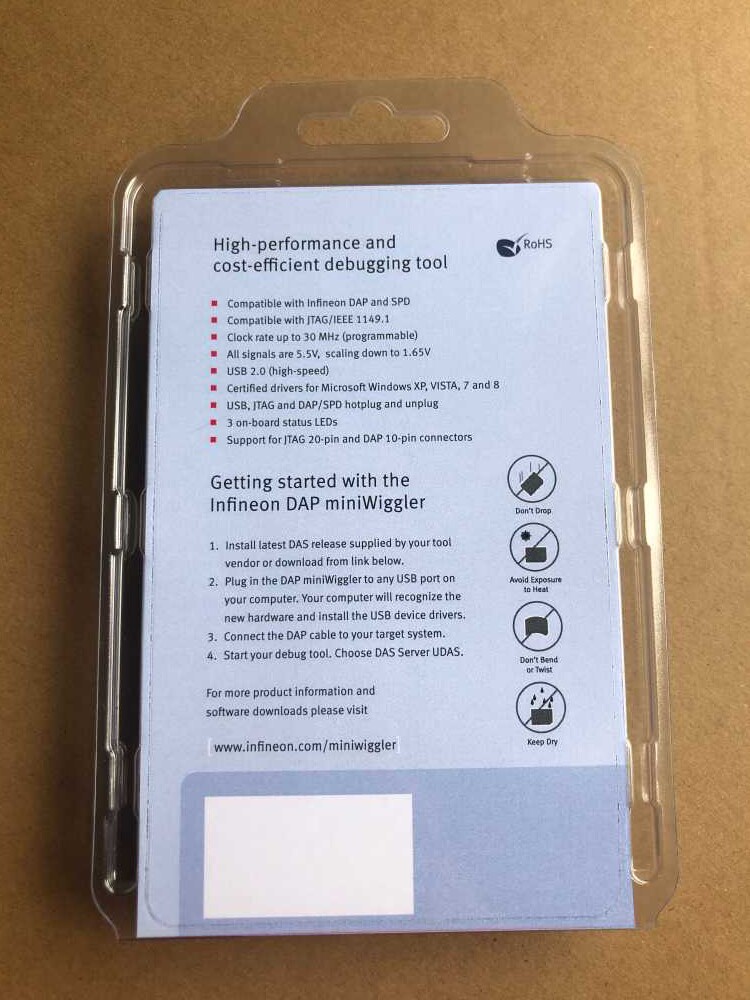 High-performance and
cost-efficient debugging tool
RoHS
Compatible with Infineon DAP and SPD
Compatible with JTAG/IEEE 1149.1
Clock rate up to 30 MHz (programmable)
All signals are 5.5V, scaling down to 1.65V
USB 2.0 (high-speed)
Certified drivers for Microsoft Windows XP, VISTA, 7 and 8
USB, JTAG and DAP/SPD hotplug and unplug
3 on-board status LEDs
Support for JTAG 20-pin and DAP 10-pin connectors
Getting started with the
Infineon DAP miniWiggler
1. Install latest DAS release supplied by your tool
vendor or download from link below.
2. Plug in the DAP miniWiggler to any USB port on
your computer. Your computer will recognize the
new hardware and install the USB device drivers.
3. Connect the DAP cable to your target system.
4. Start your debug tool. Choose DAS Server UDAS.
For more product information and
software downloads please visit
www.infineon.com/miniwiggler
Don't Drop
Avoid Exposure
to Heat
Don't Bend
or Twist
Keep Dry